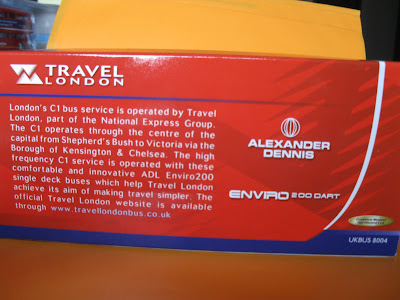 TRAVEL
LONDON
London's C1 bus service is operated by Travel
London, part of the National Express Group.
The C1 operates through the centre of the
capital from Shepherd's Bush to Victoria via the
Borough of Kensington & Chelsea. The high
frequency C1 service is operated with these
comfortable and innovative ADL Enviro200
single deck buses which help Travel London
achieve its aim of making travel simpler. The
official Travel London website is available
through www.travellondonbus.co.uk
ALEXANDER
DENNIS
ENVIRO 200 DART
UKBUS 8004